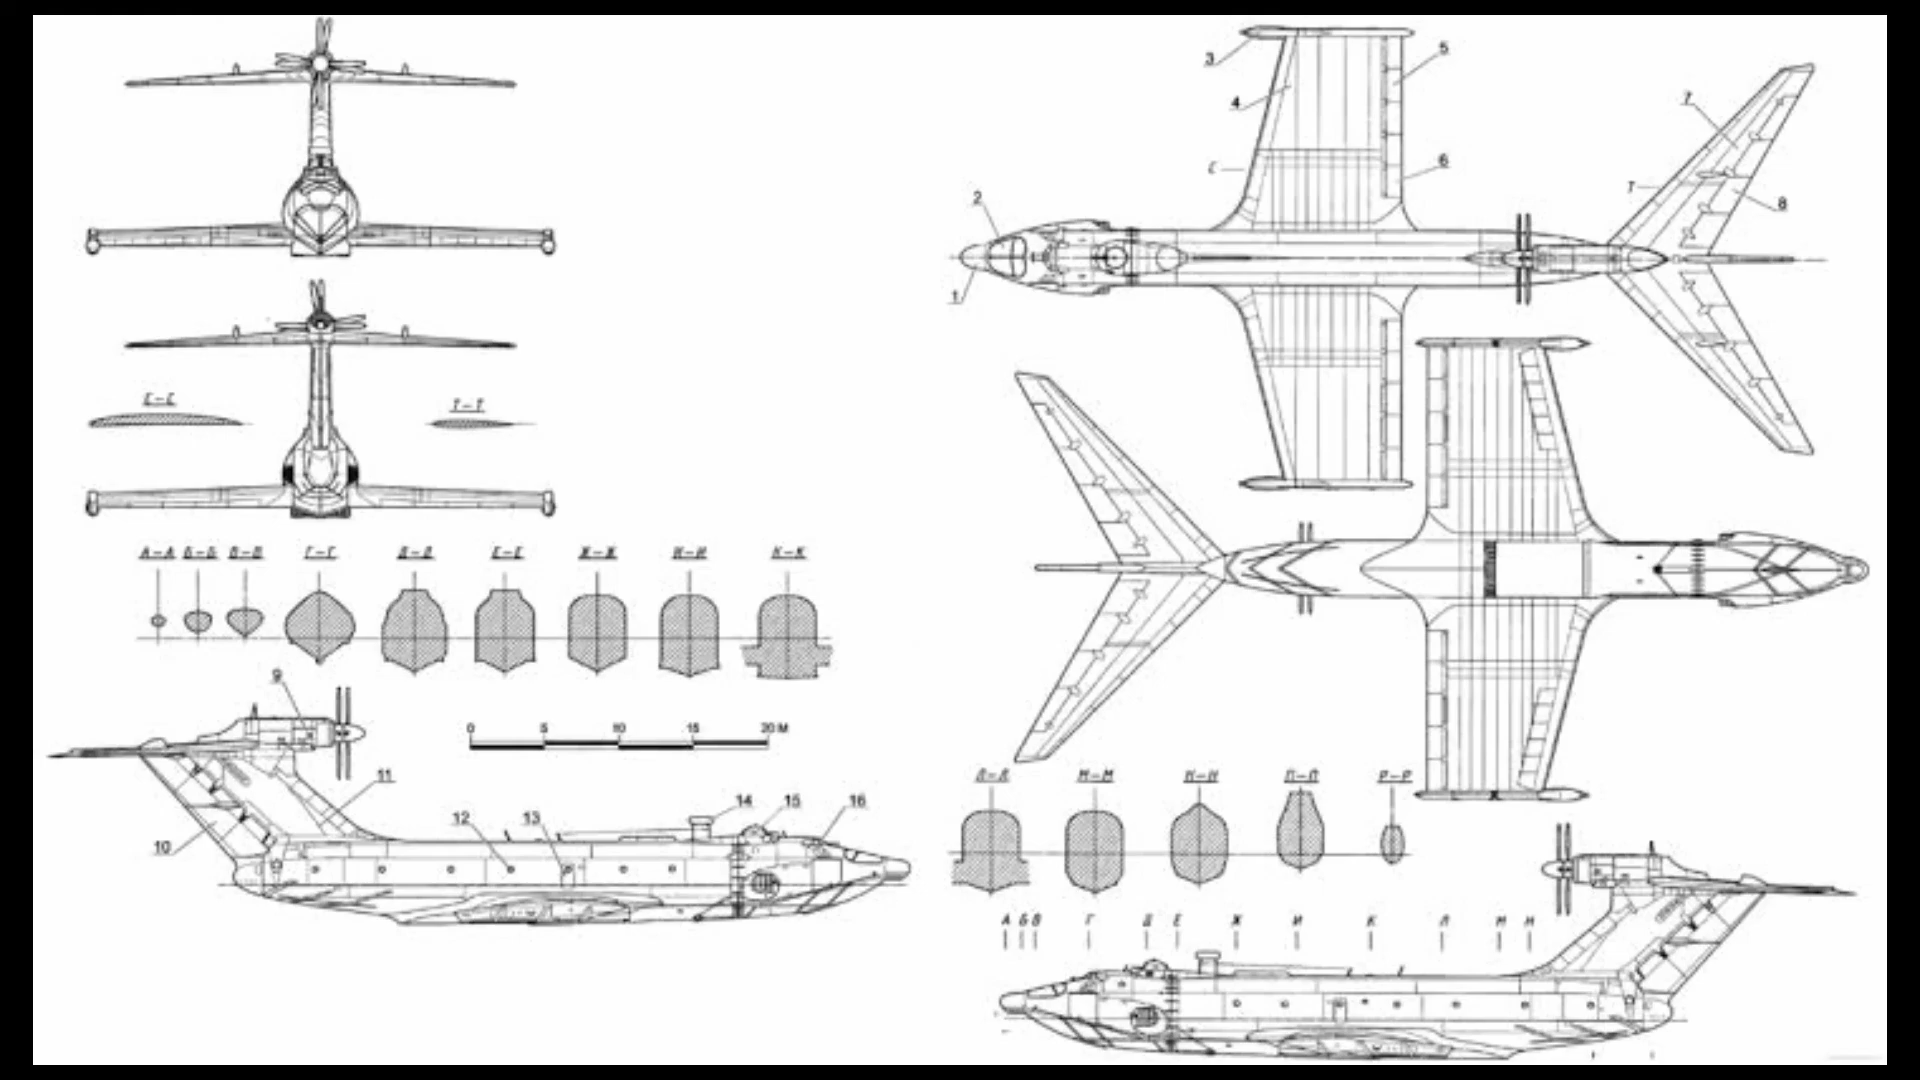 3
5
4
7
С
6
Т
8
2
1
С–С
Т–Т
А–А Б–Б В–В Г–Г Д–Д Е–Е Ж–Ж И–И К–К
9
0 5 10 15 20 М
11
14 15 16
12 13
10
Л–Л М–М Н–Н П–П Р–Р
А Б В Г Д Е Ж И К Л М Н